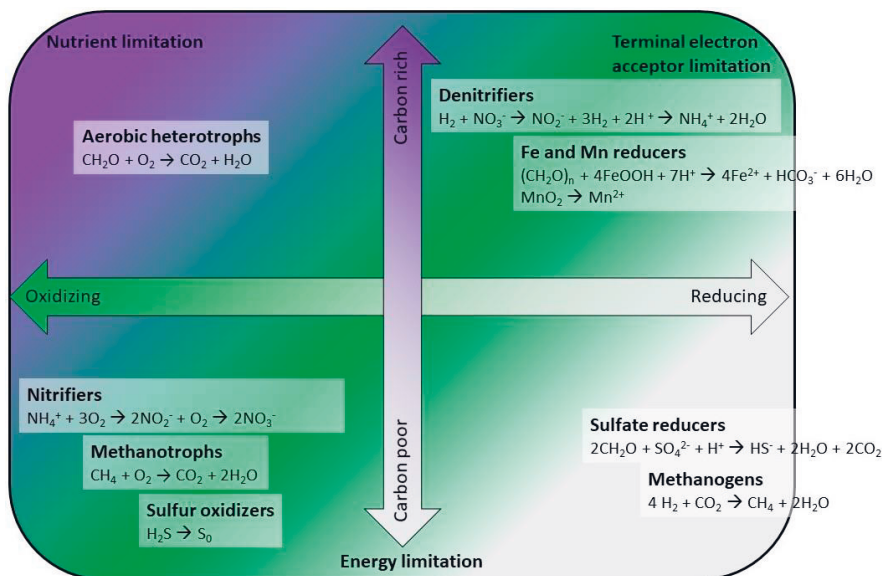 Nutrient limitation
Terminal electron
acceptor limitation
Carbon rich
Denitrifiers
H₂ + NO₃⁻ → NO₂⁻ + 3H₂ + 2H⁺ → NH₄⁺ + 2H₂O
Aerobic heterotrophs
CH₂O + O₂ → CO₂ + H₂O
Fe and Mn reducers
(CH₂O)ₙ + 4FeOOH + 7H⁺ → 4Fe²⁺ + HCO₃⁻ + 6H₂O
MnO₂ → Mn²⁺
Oxidizing
Reducing
Nitrifiers
NH₄⁺ + 3O₂ → 2NO₂⁻ + O₂ → 2NO₃⁻
Methanotrophs
CH₄ + O₂ → CO₂ + 2H₂O
Sulfur oxidizers
H₂S → S₀
Carbon poor
Sulfate reducers
2CH₂O + SO₄²⁻ + H⁺ → HS⁻ + 2H₂O + 2CO₂
Methanogens
4 H₂ + CO₂ → CH₄ + 2H₂O
Energy limitation